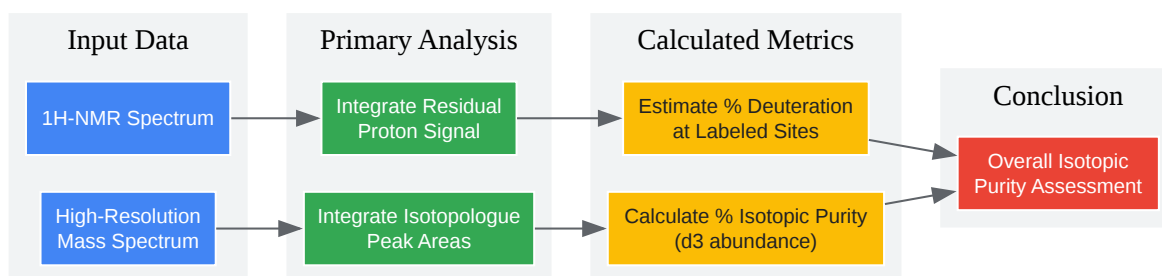 Input Data
1H-NMR Spectrum
High-Resolution
Mass Spectrum
Primary Analysis
Integrate Residual
Proton Signal
Integrate Isotopologue
Peak Areas
Calculated Metrics
Estimate % Deuteration
at Labeled Sites
Calculate % Isotopic Purity
(d3 abundance)
Conclusion
Overall Isotopic
Purity Assessment